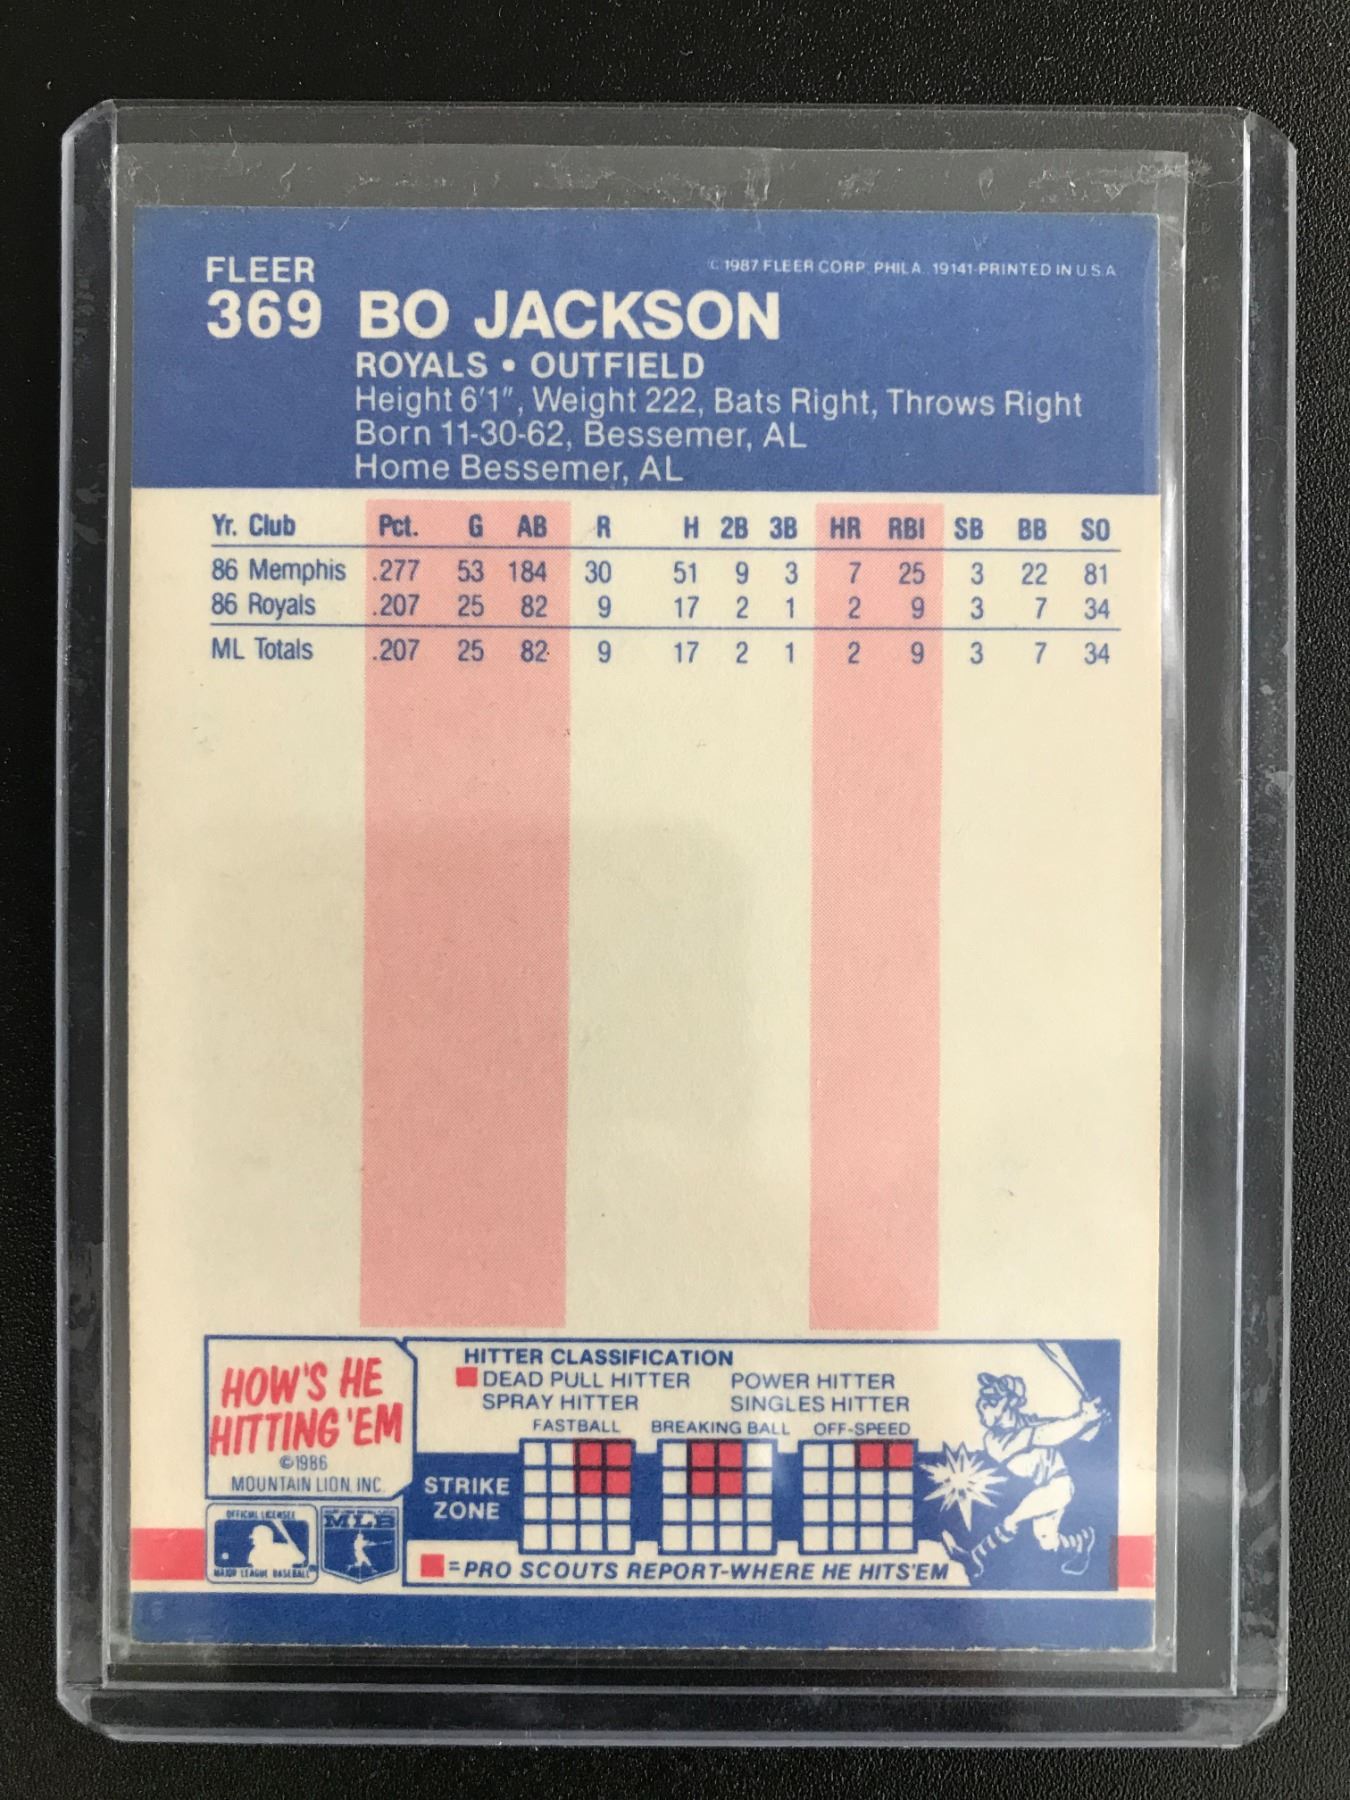 FLEER
© 1987 FLEER CORP. PHILA. 19141-PRINTED IN U.S.A.
369 BO JACKSON
ROYALS • OUTFIELD
Height 6'1", Weight 222, Bats Right, Throws Right
Born 11-30-62, Bessemer, AL
Home Bessemer, AL
Yr. Club Pct. G AB R H 2B 3B HR RBI SB BB SO
86 Memphis .277 53 184 30 51 9 3 7 25 3 22 81
86 Royals .207 25 82 9 17 2 1 2 9 3 7 34
ML Totals .207 25 82 9 17 2 1 2 9 3 7 34
HOW'S HE
HITTING 'EM
©1986
MOUNTAIN LION, INC.
OFFICIAL LICENSEE
MAJOR LEAGUE BASEBALL
MLB
HITTER CLASSIFICATION
DEAD PULL HITTER POWER HITTER
SPRAY HITTER SINGLES HITTER
FASTBALL BREAKING BALL OFF-SPEED
STRIKE
ZONE
=PRO SCOUTS REPORT-WHERE HE HITS'EM